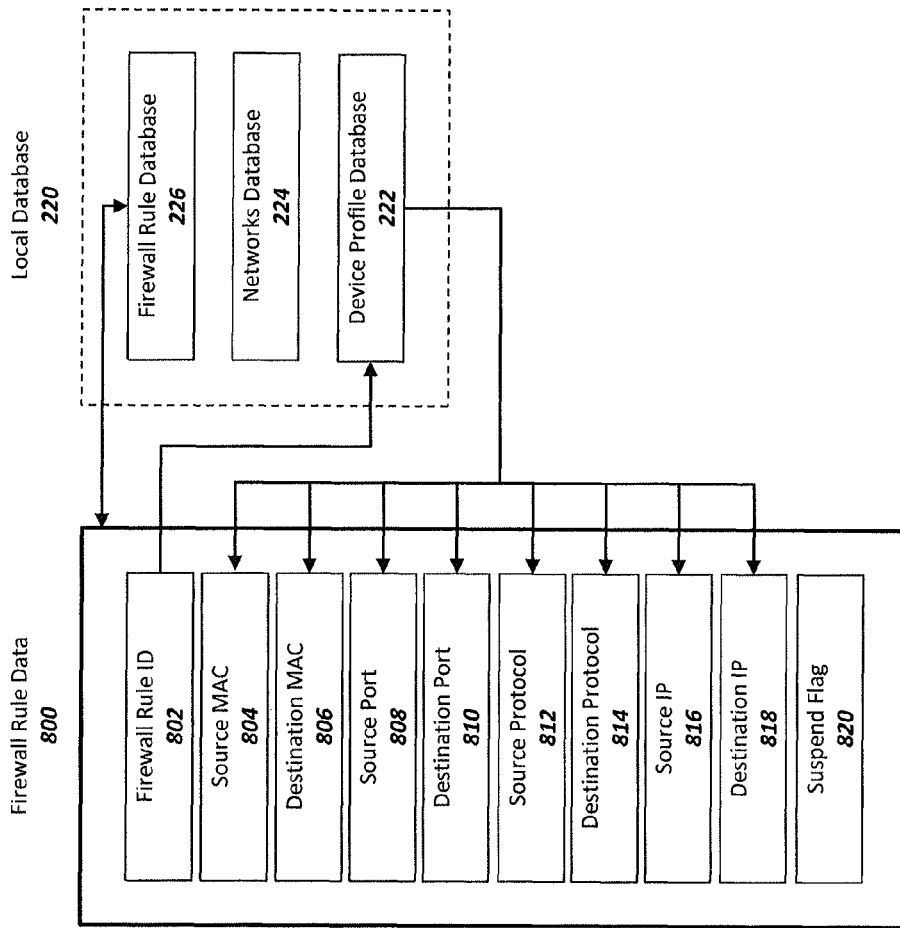 Firewall Rule Data
800
Firewall Rule ID
802
Source MAC
804
Destination MAC
806
Source Port
808
Destination Port
810
Source Protocol
812
Destination Protocol
814
Source IP
816
Destination IP
818
Suspend Flag
820
Local Database
220
Firewall Rule Database
226
Networks Database
224
Device Profile Database
222